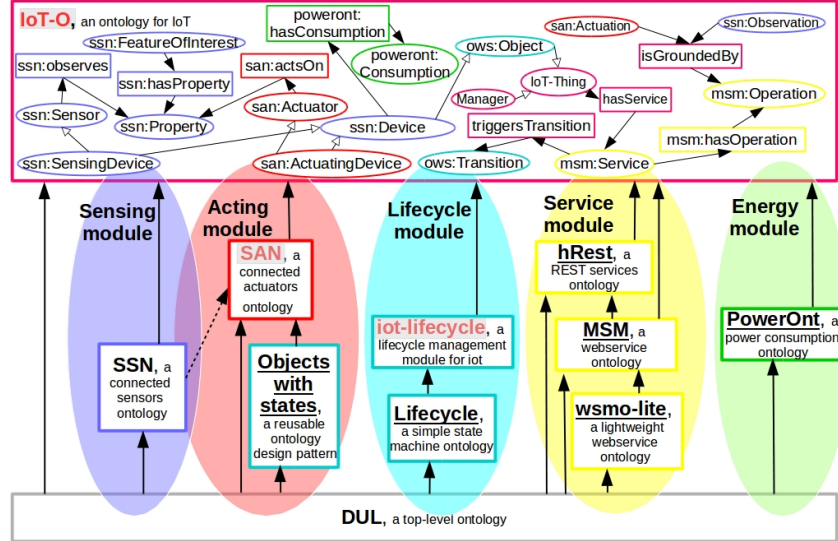 IoT-O, an ontology for IoT
ssn:FeatureOfInterest
poweront:
hasConsumption
san:Actuation
ssn:Observation
ssn:observes
ssn:hasProperty
san:actsOn
poweront:
Consumption
ows:Object
isGroundedBy
IoT-Thing
msm:Operation
ssn:Sensor
ssn:Property
san:Actuator
ssn:Device
Manager
hasService
triggersTransition
msm:hasOperation
ssn:SensingDevice
san:ActuatingDevice
ows:Transition
msm:Service
Sensing
module
Acting
module
Lifecycle
module
Service
module
Energy
module
SAN, a
connected
actuators
ontology
hRest, a
REST services
ontology
iot-lifecycle, a
lifecycle management
module for iot
MSM, a
webservice
ontology
PowerOnt, a
power consumption
ontology
SSN, a
connected
sensors
ontology
Objects
with
states,
a reusable
ontology
design pattern
Lifecycle,
a simple state
machine ontology
wsmo-lite,
a lightweight
webservice
ontology
DUL, a top-level ontology